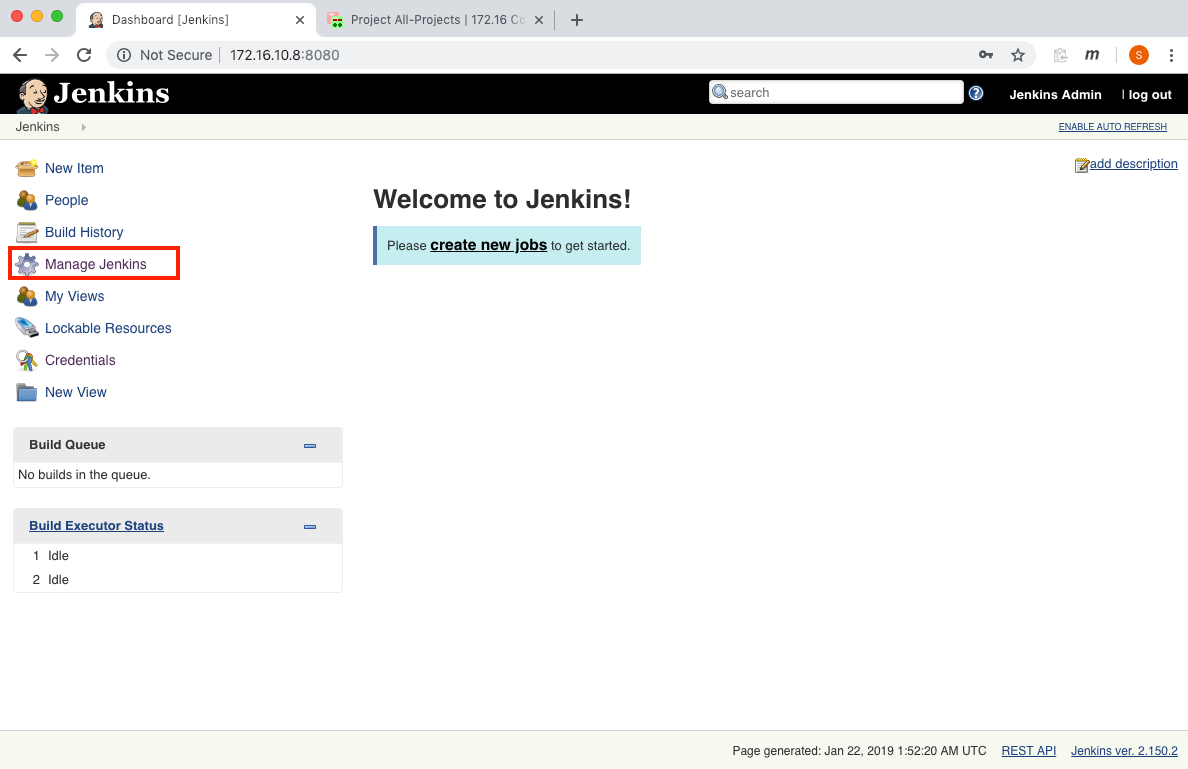 Dashboard [Jenkins]
Project All-Projects | 172.16 Co
Not Secure
172.16.10.8:8080
m
S
Jenkins
search
?
Jenkins Admin
| log out
Jenkins
ENABLE AUTO REFRESH
New Item
People
Build History
Manage Jenkins
My Views
Lockable Resources
Credentials
New View
add description
Welcome to Jenkins!
Please create new jobs to get started.
Build Queue
No builds in the queue.
Build Executor Status
1 Idle
2 Idle
Page generated: Jan 22, 2019 1:52:20 AM UTC
REST API
Jenkins ver. 2.150.2